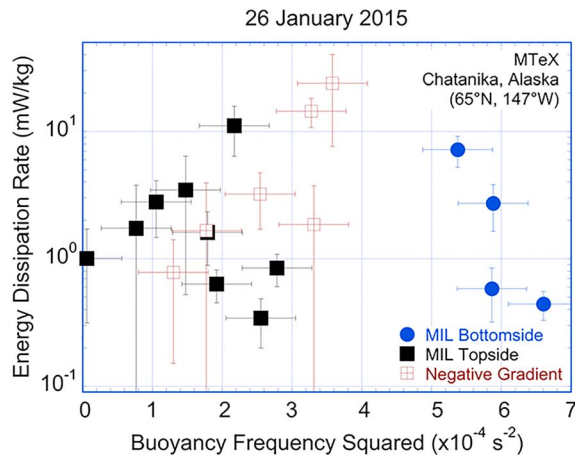 26 January 2015
MTeX
Chatanika, Alaska
(65°N, 147°W)
Energy Dissipation Rate (mW/kg)
10¹
10⁰
10⁻¹
MIL Bottomside
MIL Topside
Negative Gradient
0 1 2 3 4 5 6 7
Buoyancy Frequency Squared (x10⁻⁴ s⁻²)